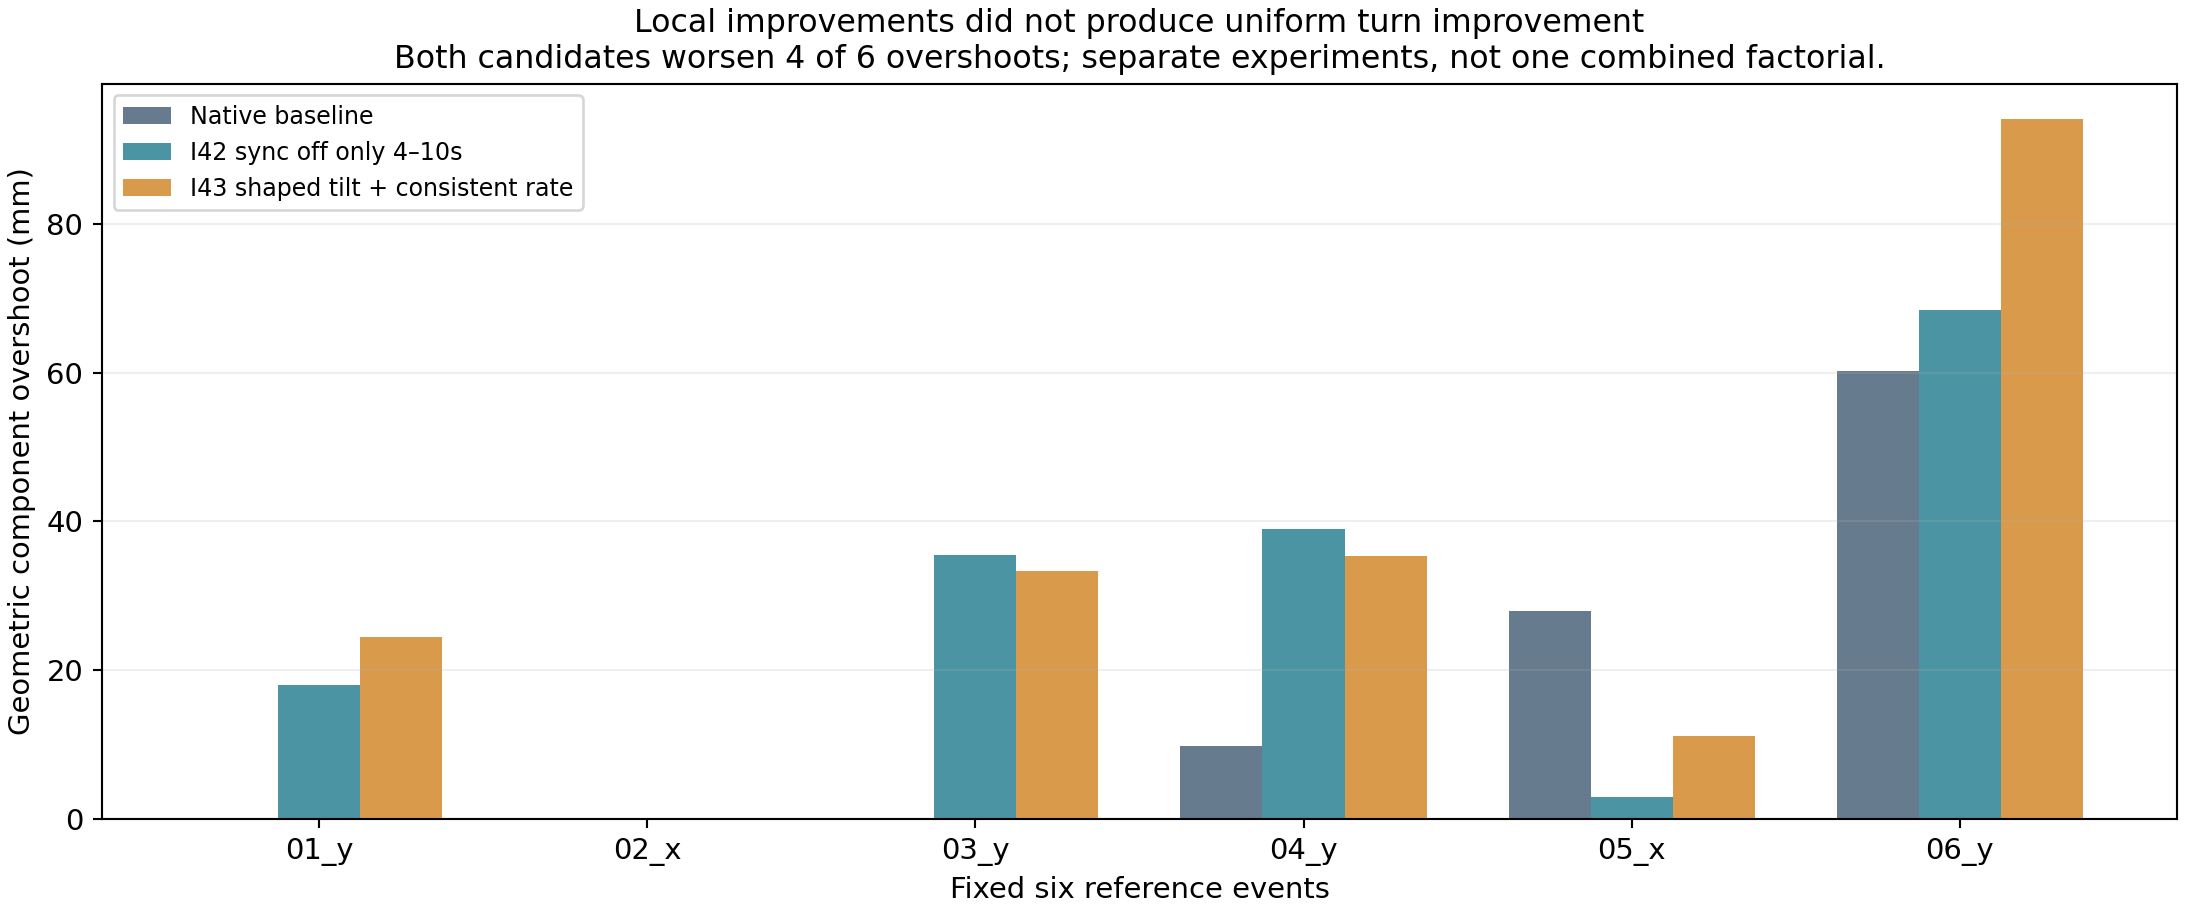 Local improvements did not produce uniform turn improvement
Both candidates worsen 4 of 6 overshoots; separate experiments, not one combined factorial.
Native baseline
I42 sync off only 4–10s
I43 shaped tilt + consistent rate
Geometric component overshoot (mm)
80
60
40
20
0
01_y
02_x
03_y
04_y
05_x
06_y
Fixed six reference events